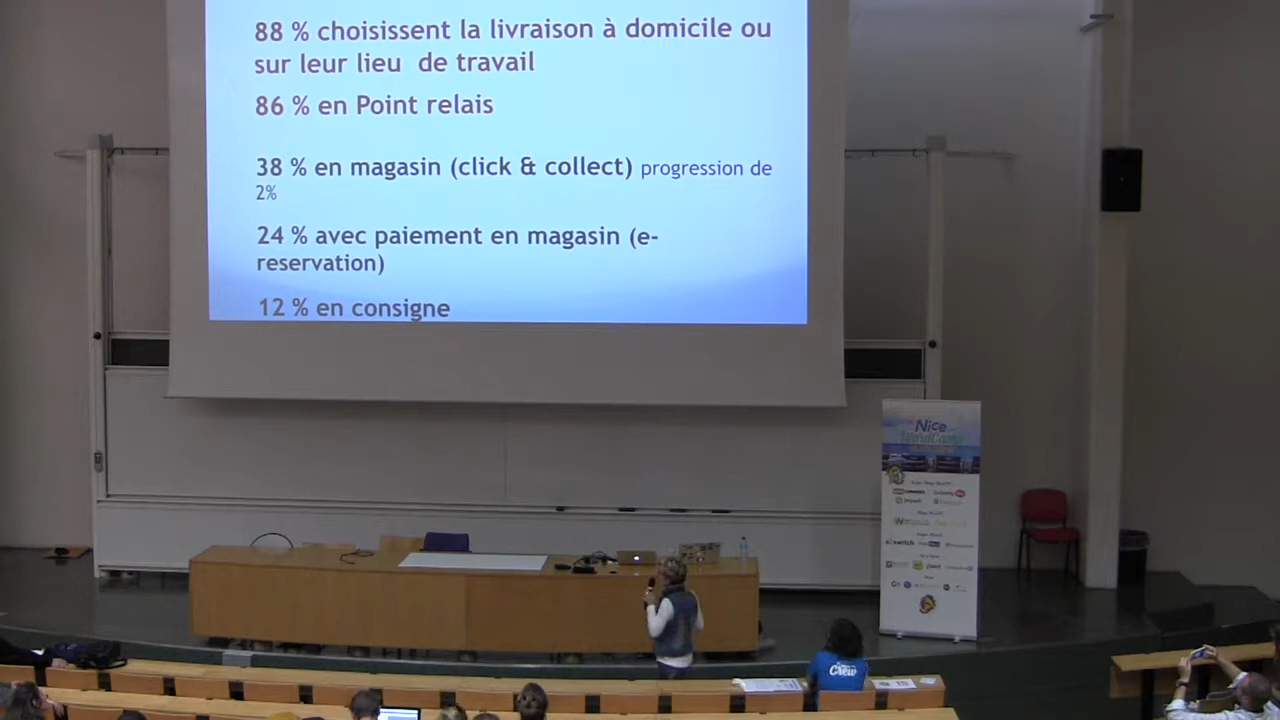 88 % choisissent la livraison à domicile ou
sur leur lieu de travail
86 % en Point relais
38 % en magasin (click & collect) progression de
2%
24 % avec paiement en magasin (e-
reservation)
12 % en consigne
Nice
WordCamp
Crew